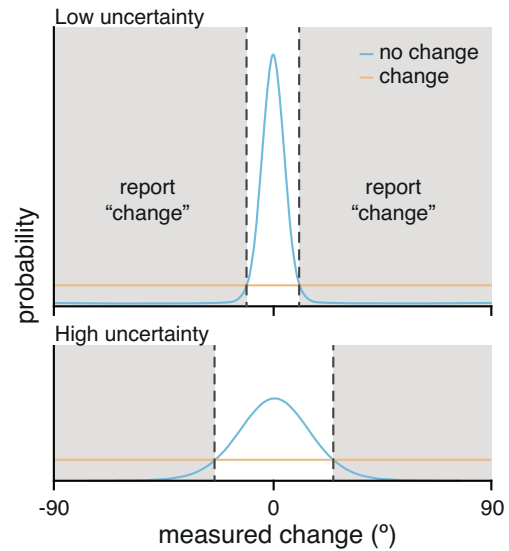 Low uncertainty
no change
change
report
“change”
report
“change”
probability
High uncertainty
-90
0
90
measured change (º)